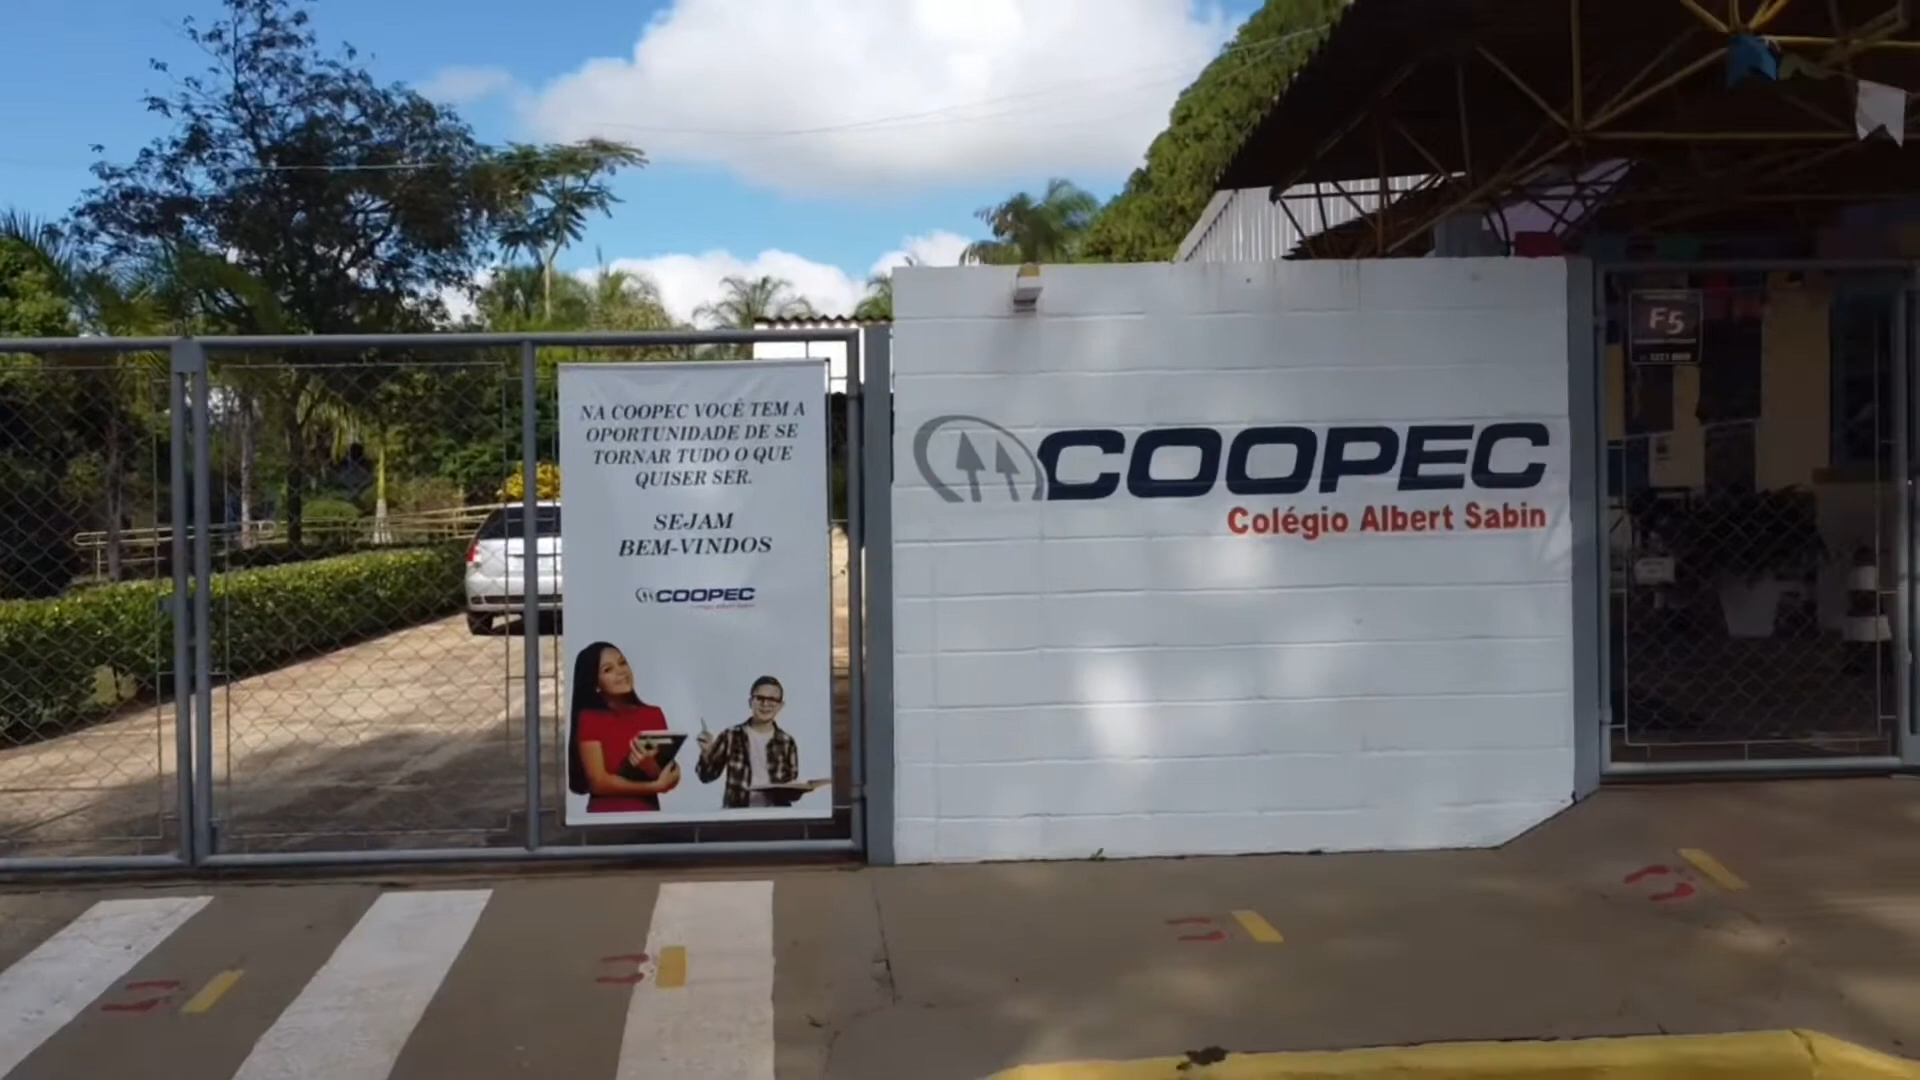 NA COOPEC VOCÊ TEM A
OPORTUNIDADE DE SE
TORNAR TUDO O QUE
QUISER SER.
SEJAM
BEM-VINDOS
COOPEC
COOPEC
Colégio Albert Sabin
F5